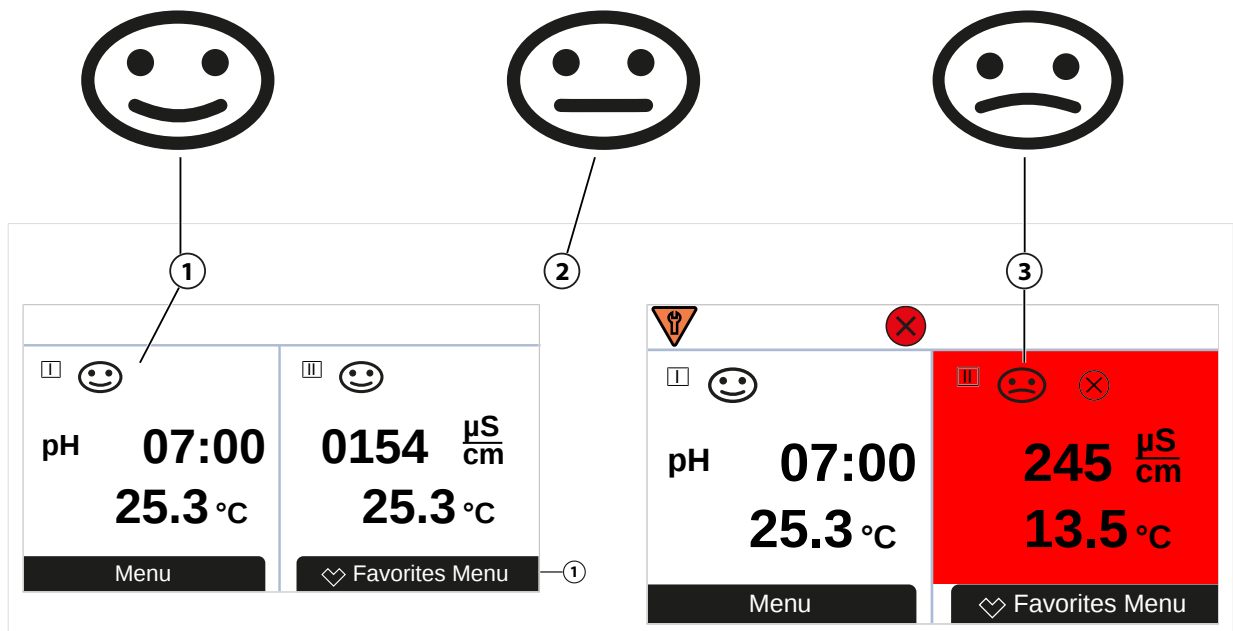 1
2
3
I
II
pH 07:00
0154 µS/cm
25.3 °C
25.3 °C
Menu
Favorites Menu
1
I
II
pH 07:00
245 µS/cm
25.3 °C
13.5 °C
Menu
Favorites Menu